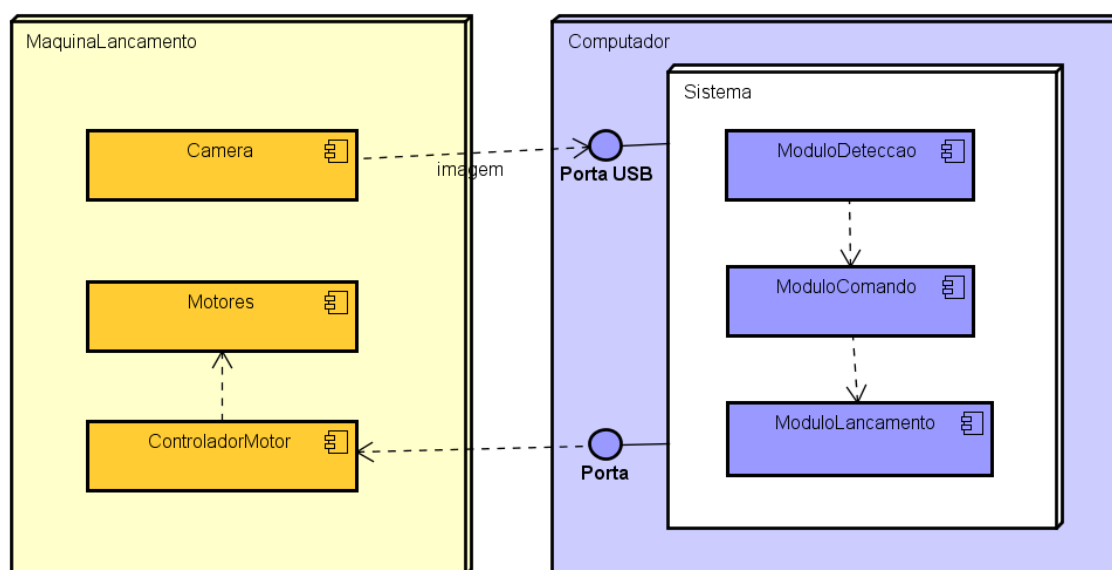 MaquinaLancamento
Camera
imagem
Motores
ControladorMotor
Computador
Porta USB
Porta
Sistema
ModuloDeteccao
ModuloComando
ModuloLancamento